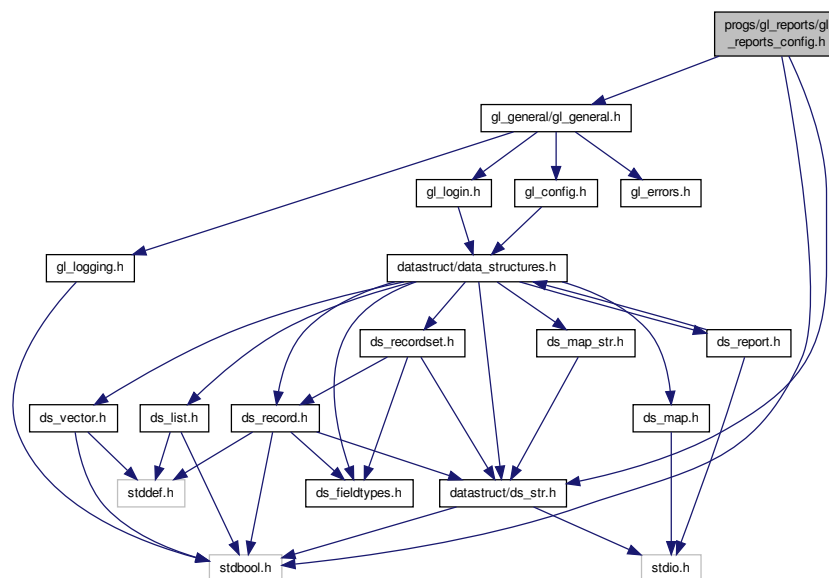 progs/gl_reports/gl
_reports_config.h
gl_general/gl_general.h
gl_login.h
gl_config.h
gl_errors.h
gl_logging.h
datastruct/data_structures.h
ds_recordset.h
ds_map_str.h
ds_report.h
ds_vector.h
ds_list.h
ds_record.h
ds_map.h
stddef.h
ds_fieldtypes.h
datastruct/ds_str.h
stdbool.h
stdio.h